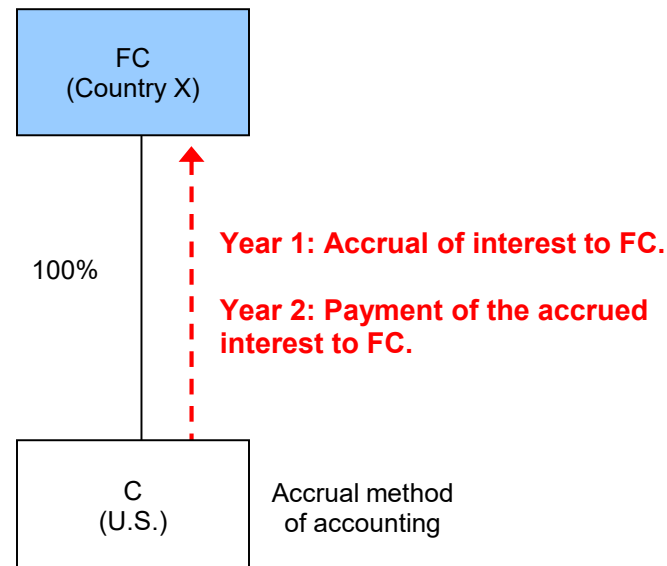 FC
(Country X)
Year 1: Accrual of interest to FC.
100%
Year 2: Payment of the accrued
interest to FC.
C
(U.S.)
Accrual method
of accounting